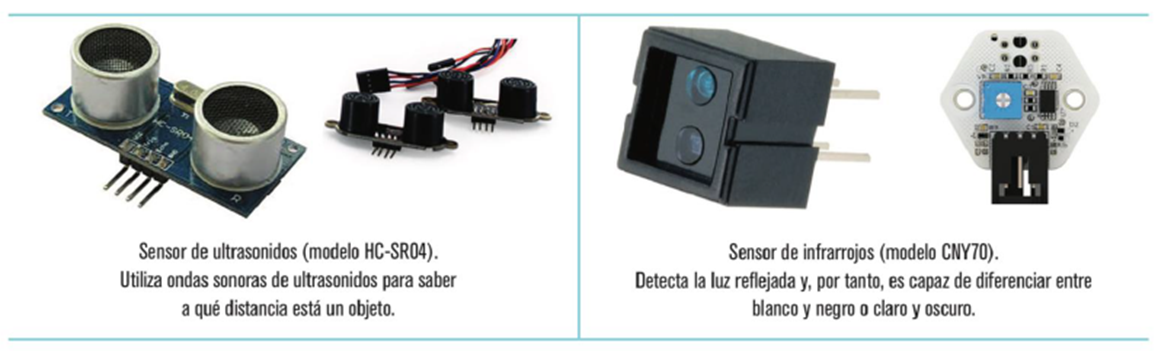 HC-SR04
T
R
Sensor de ultrasonidos (modelo HC-SR04).
Utiliza ondas sonoras de ultrasonidos para saber
a qué distancia está un objeto.
Sensor de infrarrojos (modelo CNY70).
Detecta la luz reflejada y, por tanto, es capaz de diferenciar entre
blanco y negro o claro y oscuro.